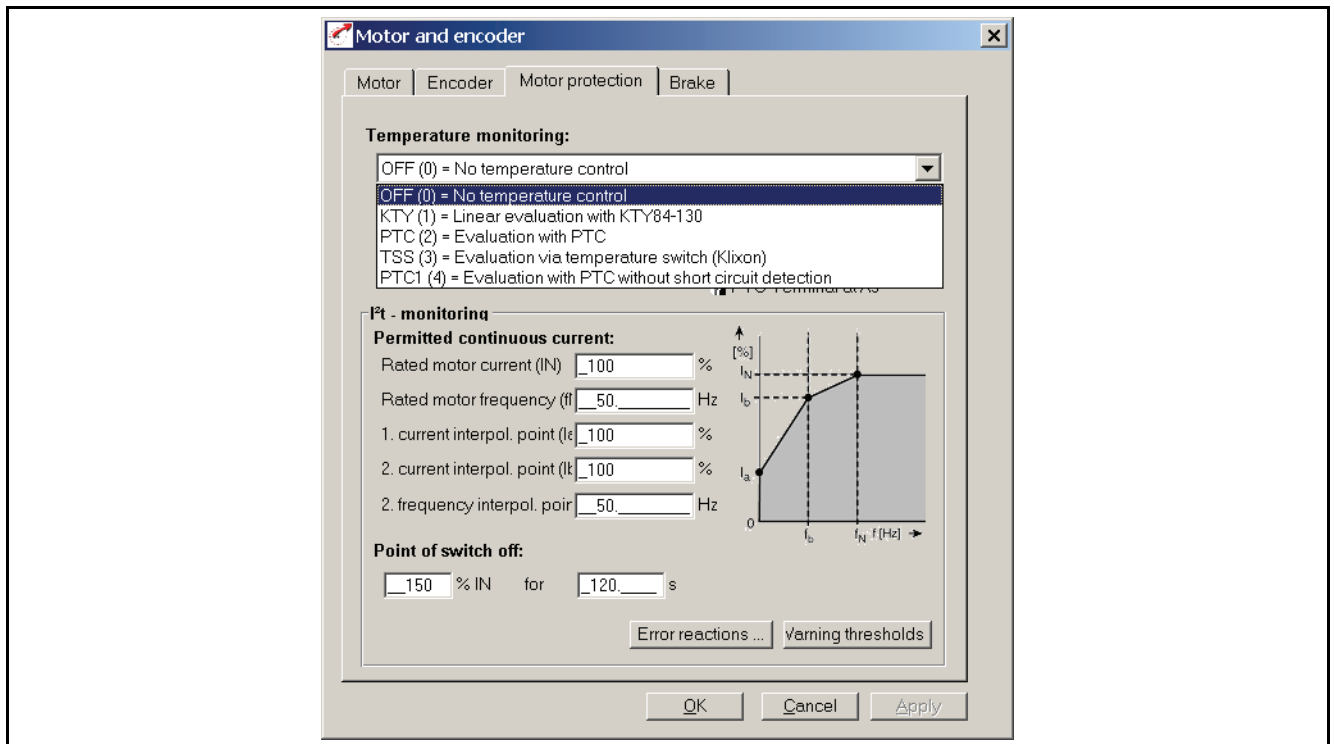 Motor and encoder
Motor Encoder Motor protection Brake
Temperature monitoring:
OFF (0) = No temperature control
OFF (0) = No temperature control
KTY (1) = Linear evaluation with KTY84-130
PTC (2) = Evaluation with PTC
TSS (3) = Evaluation via temperature switch (Klixon)
PTC1 (4) = Evaluation with PTC without short circuit detection
I²t - monitoring
Permitted continuous current:
Rated motor current (IN) _100 %
Rated motor frequency (f __50.______ Hz
1. current interpol. point (I _100 %
2. current interpol. point (I _100 %
2. frequency interpol. poir __50.______ Hz
[%]
IN
Ib
Ia
0
fb fN f [Hz]
Point of switch off:
__150 % IN for _120.____ s
Error reactions ... Varning thresholds
OK Cancel Apply